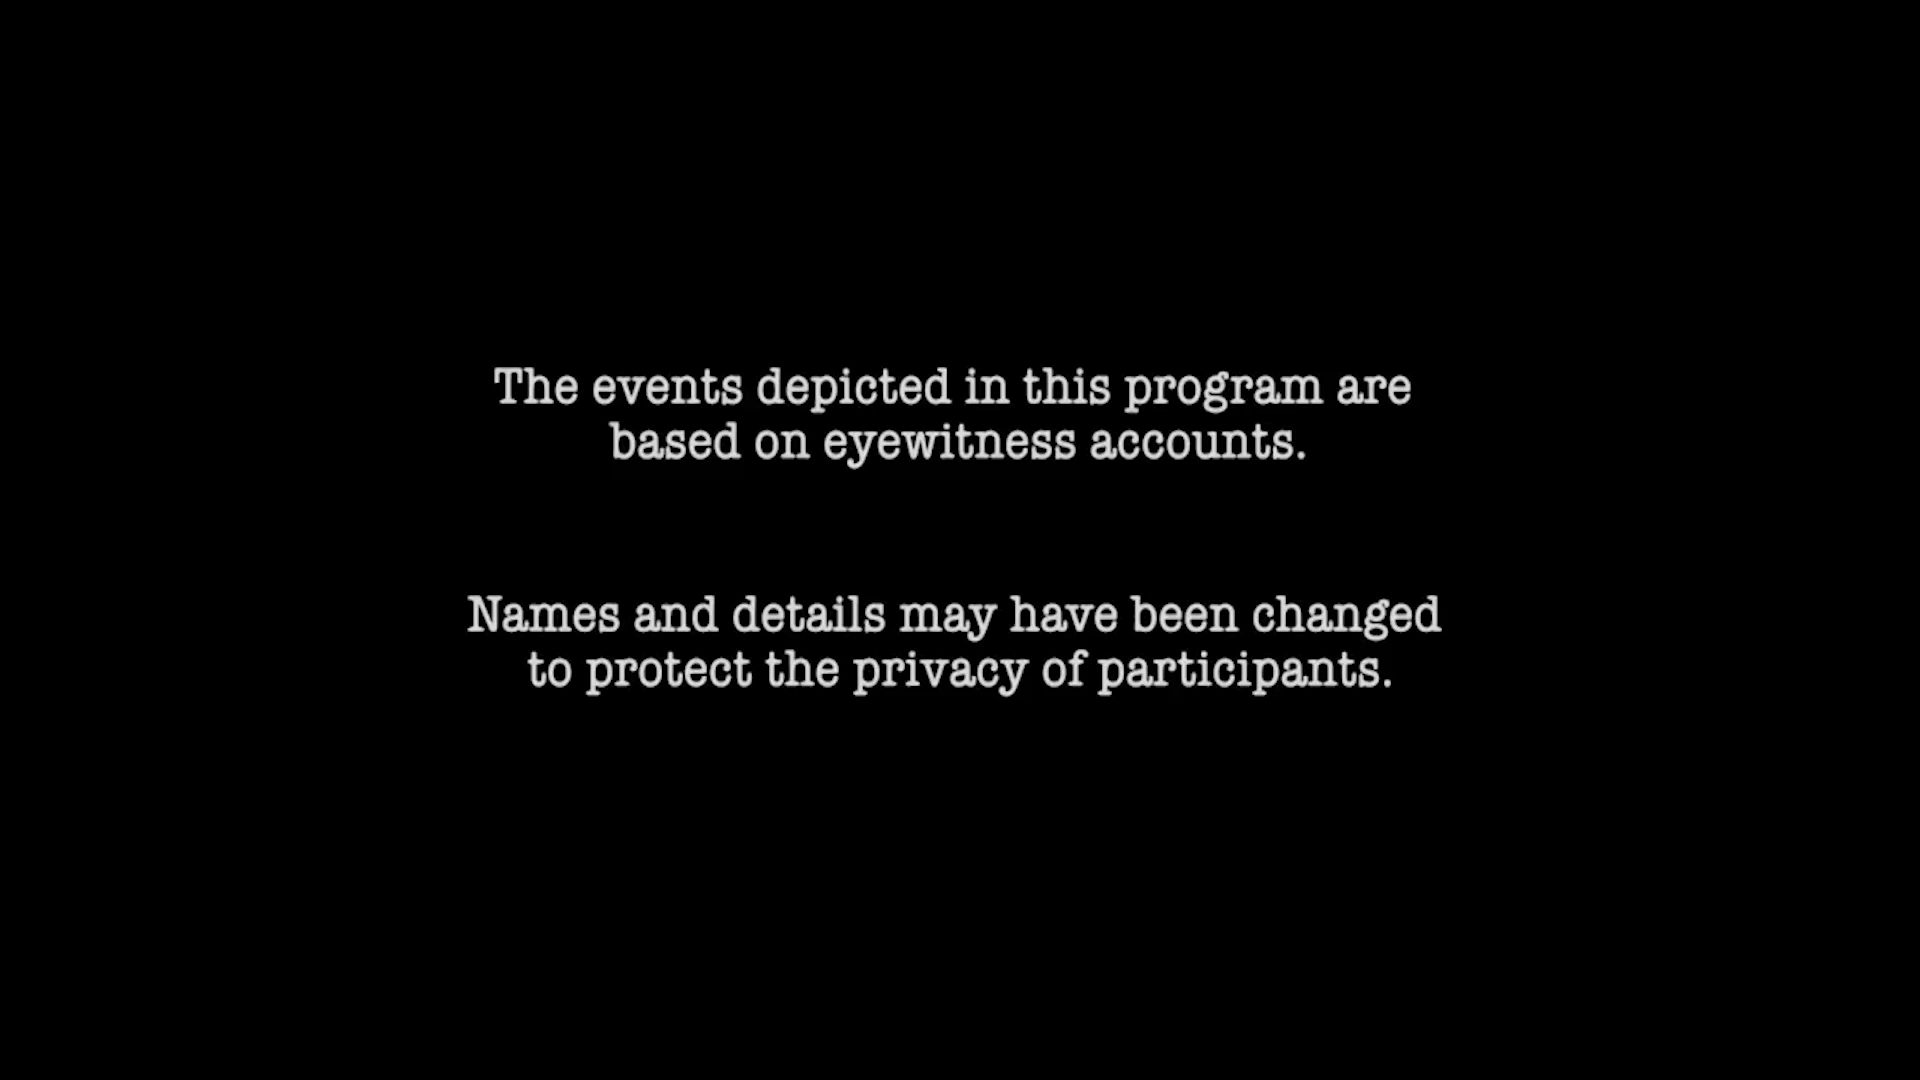 The events depicted in this program are
based on eyewitness accounts.
Names and details may have been changed
to protect the privacy of participants.